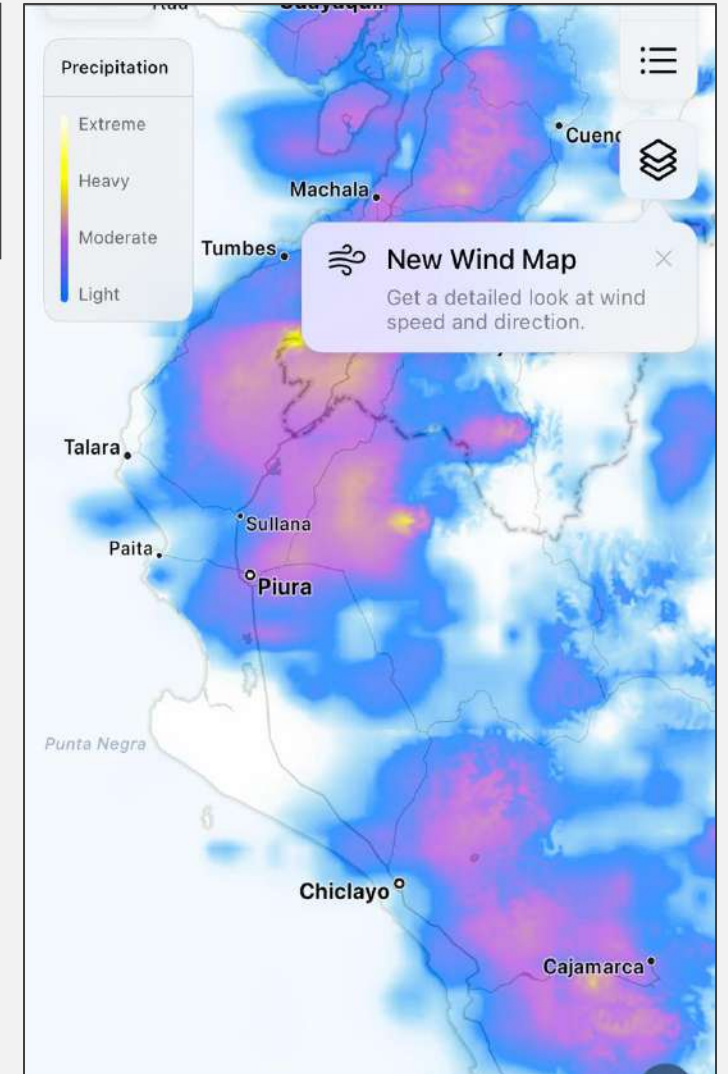 Guayaquil
Precipitation
Extreme
Heavy
Moderate
Light
Cuenc
Machala
Tumbes
New Wind Map
Get a detailed look at wind
speed and direction.
Talara
Sullana
Paita
Piura
Punta Negra
Chiclayo
Cajamarca